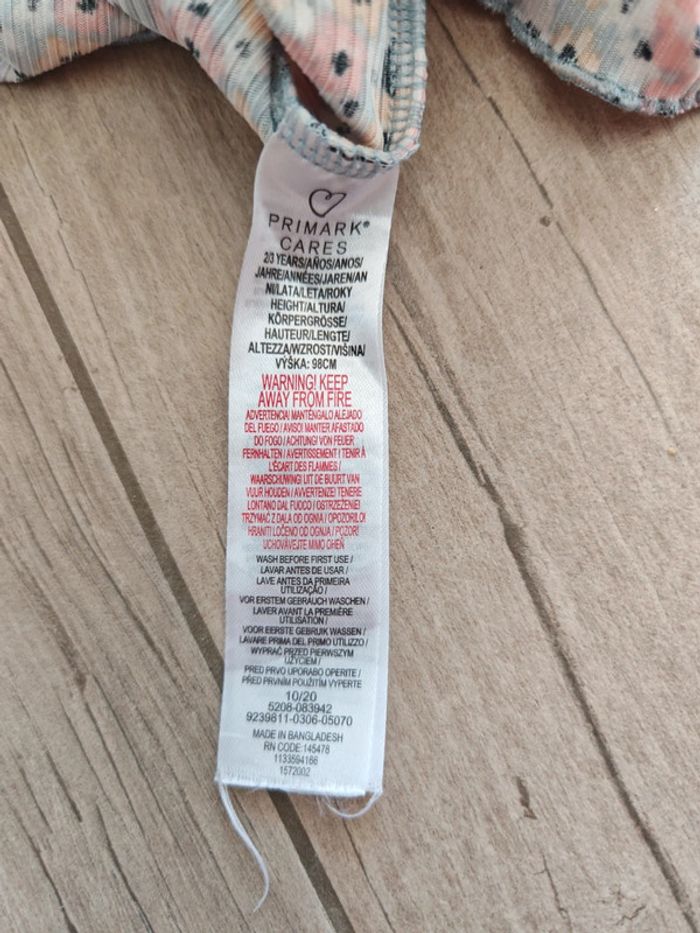 PRIMARK®
CARES
2/3 YEARS/AÑOS/ANOS/
JAHRE/ANNÉES/JAREN/AN
NI/LATA/LETA/ROKY
HEIGHT/ALTURA/
KÖRPERGRÖSSE/
HAUTEUR/LENGTE/
ALTEZZA/WZROST/VIŠINA/
VÝŠKA: 98CM
WARNING! KEEP
AWAY FROM FIRE
ADVERTENCIA! MANTÉNGALO ALEJADO
DEL FUEGO / AVISO! MANTER AFASTADO
DO FOGO / ACHTUNG! VON FEUER
FERNHALTEN / AVERTISSEMENT ! TENIR À
L'ÉCART DES FLAMMES /
WAARSCHUWING! UIT DE BUURT VAN
VUUR HOUDEN / AVVERTENZE! TENERE
LONTANO DAL FUOCO / OSTRZEŻENIE!
TRZYMAĆ Z DALA OD OGNIA / OPOZORILO!
HRANITI LOČENO OD OGNJA / POZOR!
UCHOVÁVEJTE MIMO OHEŇ
WASH BEFORE FIRST USE /
LAVAR ANTES DE USAR /
LAVE ANTES DA PRIMEIRA
UTILIZAÇÃO /
VOR ERSTEM GEBRAUCH WASCHEN /
LAVER AVANT LA PREMIÈRE
UTILISATION /
VOOR EERSTE GEBRUIK WASSEN /
LAVARE PRIMA DEL PRIMO UTILIZZO /
WYPRAĆ PRZED PIERWSZYM
UŻYCIEM /
PRED PRVO UPORABO OPERITE /
PŘED PRVNÍM POUŽITÍM VYPERTE
10/20
5208-083942
9239811-0306-05070
MADE IN BANGLADESH
RN CODE:145478
1133594166
1572002